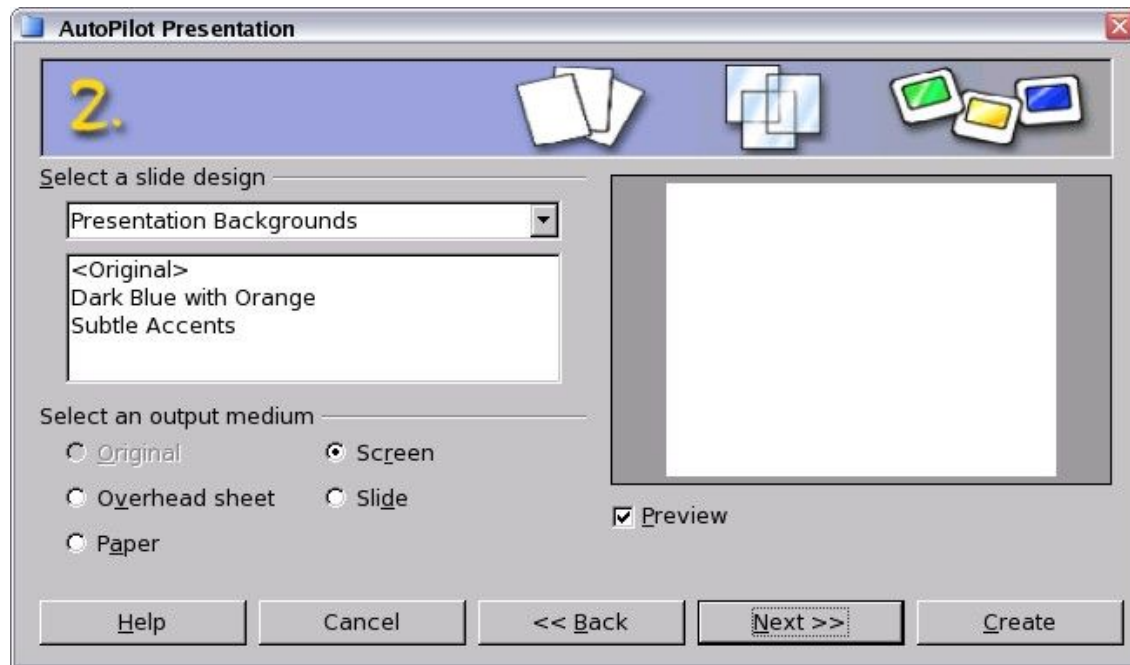 AutoPilot Presentation
2.
Select a slide design
Presentation Backgrounds
<Original>
Dark Blue with Orange
Subtle Accents
Select an output medium
Original
Screen
Overhead sheet
Slide
Paper
Preview
Help
Cancel
<< Back
Next >>
Create